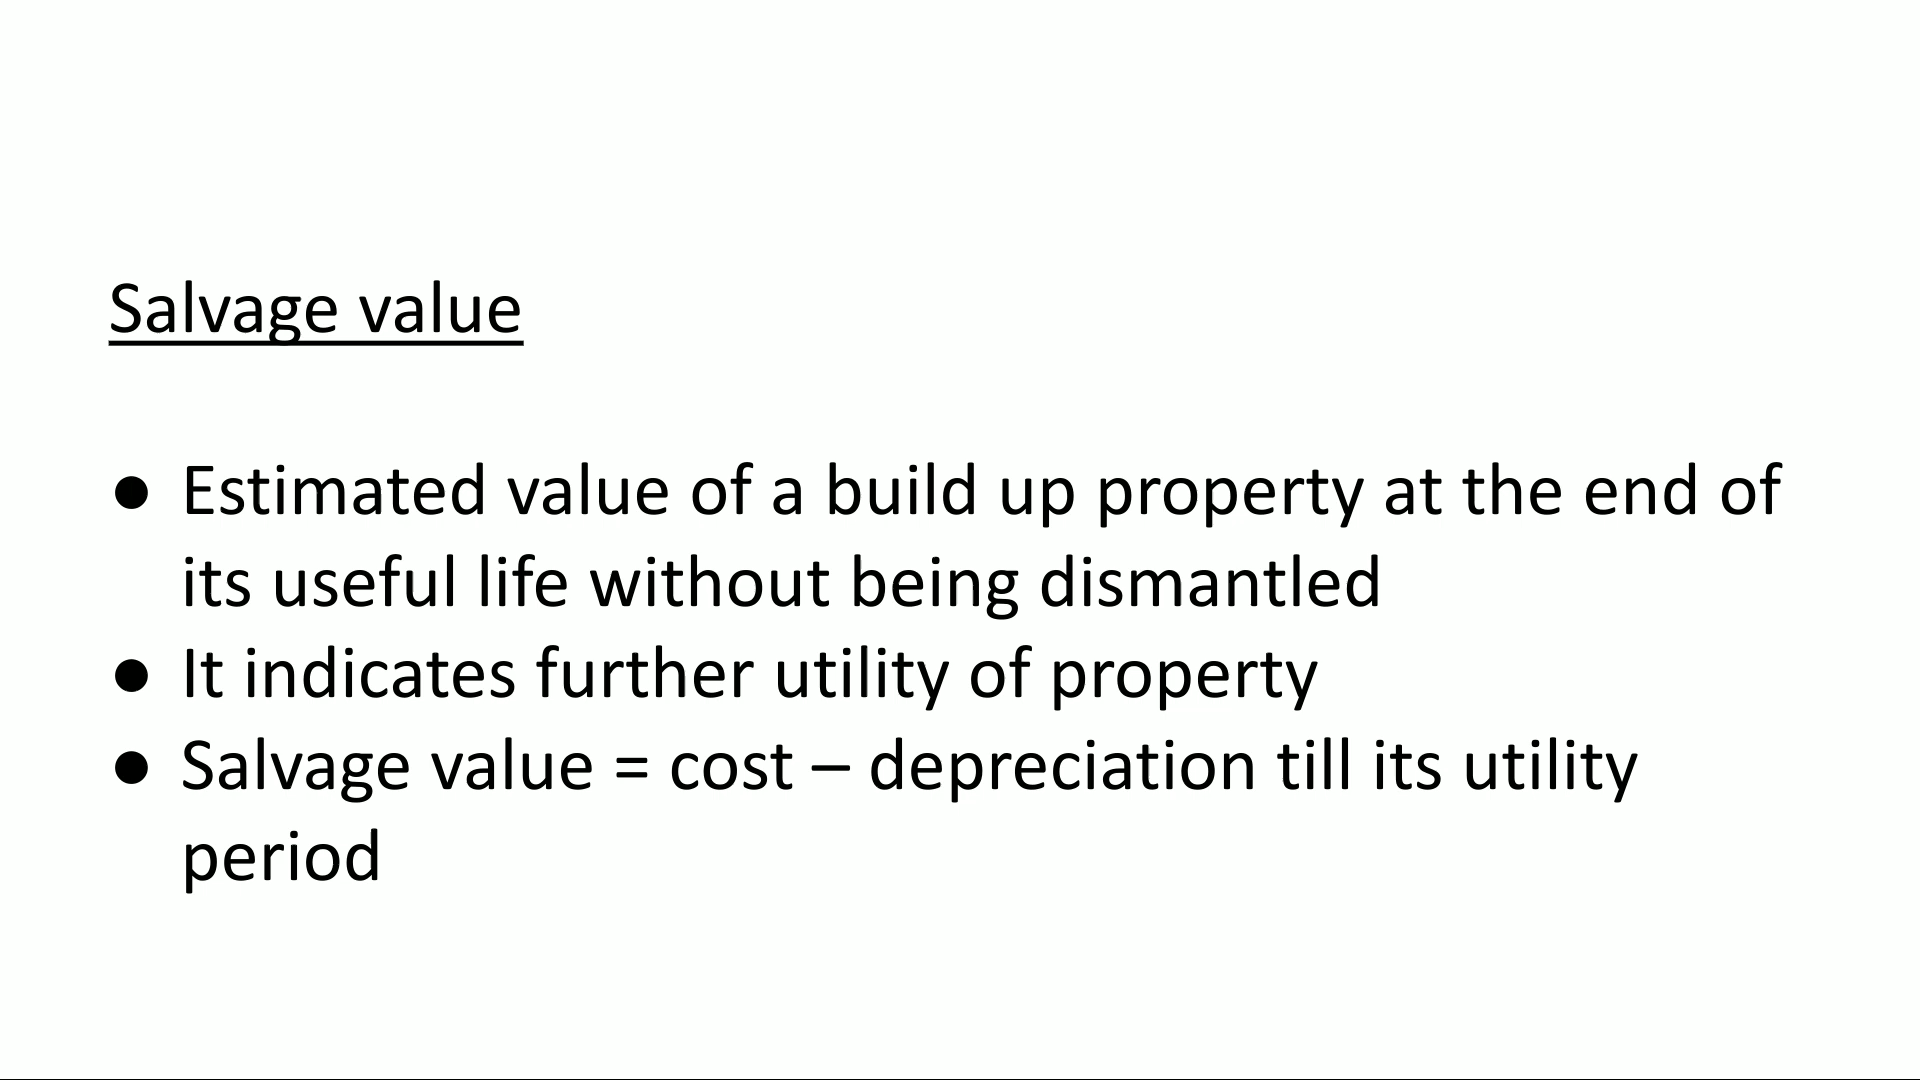 Salvage value
● Estimated value of a build up property at the end of
its useful life without being dismantled
● It indicates further utility of property
● Salvage value = cost – depreciation till its utility
period